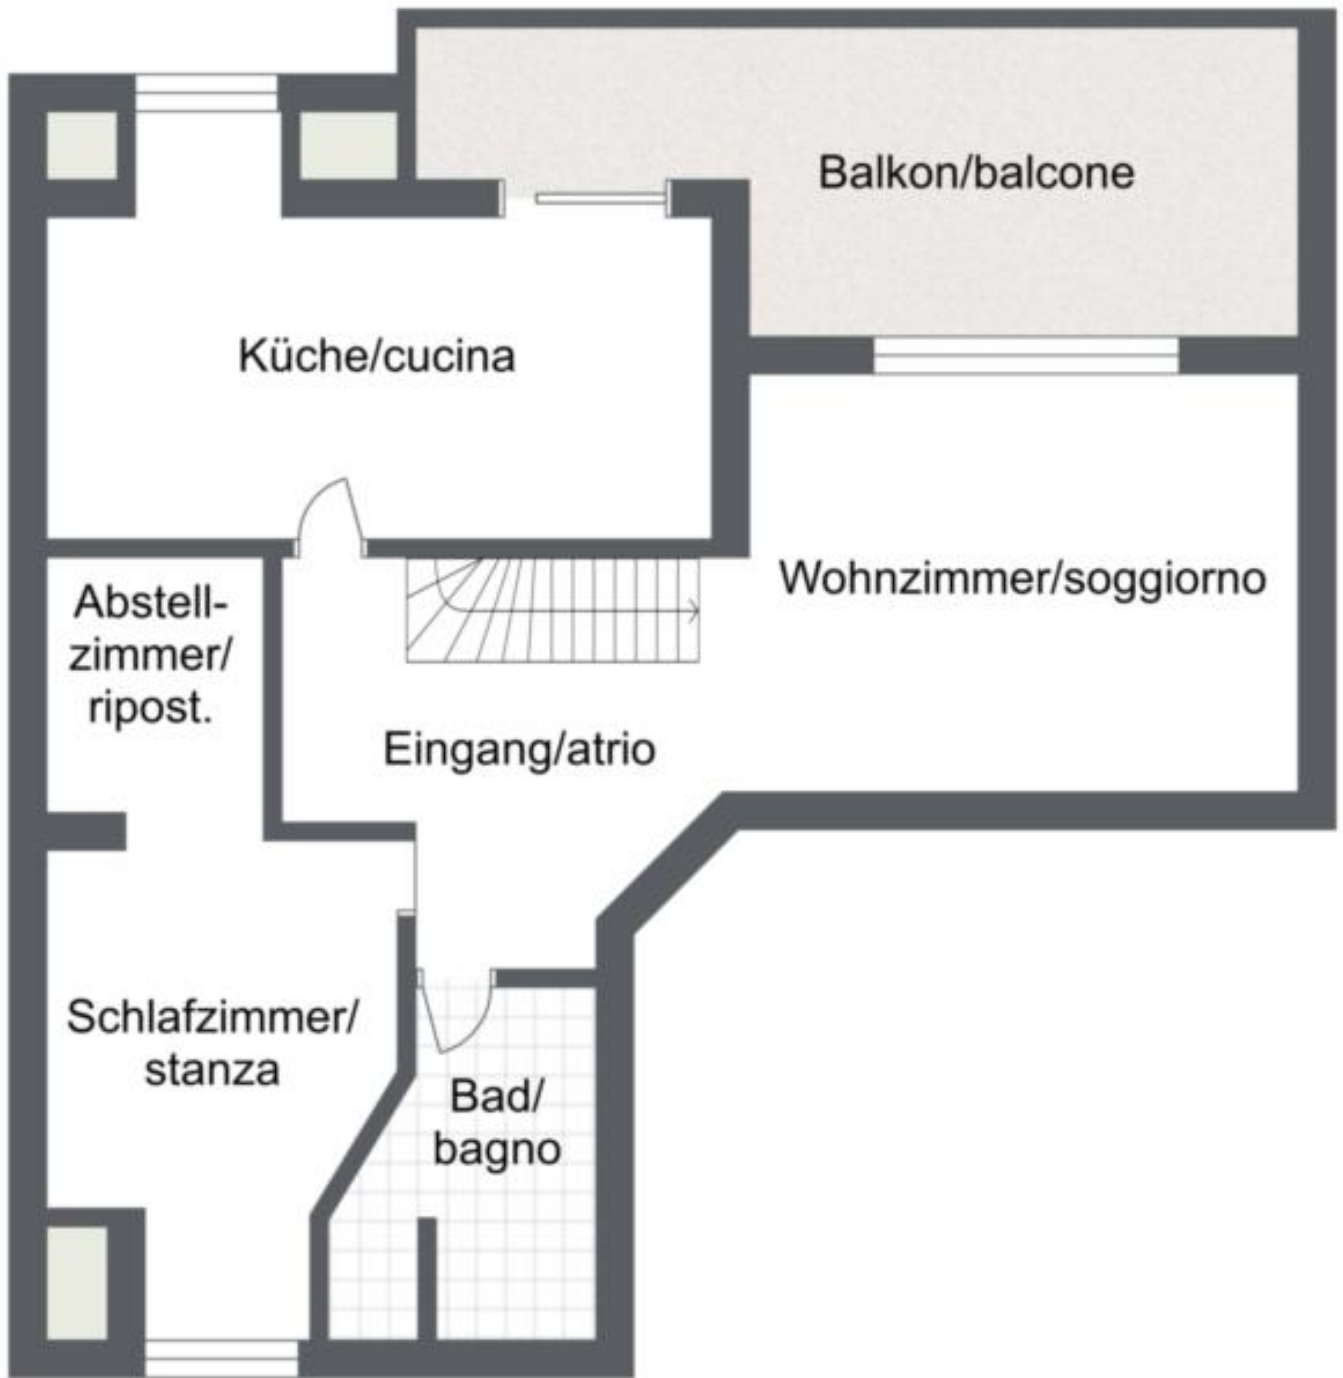 Balkon/balcone
Küche/cucina
Wohnzimmer/soggiorno
Abstell-
zimmer/
ripost.
Eingang/atrio
Schlafzimmer/
stanza
Bad/
bagno